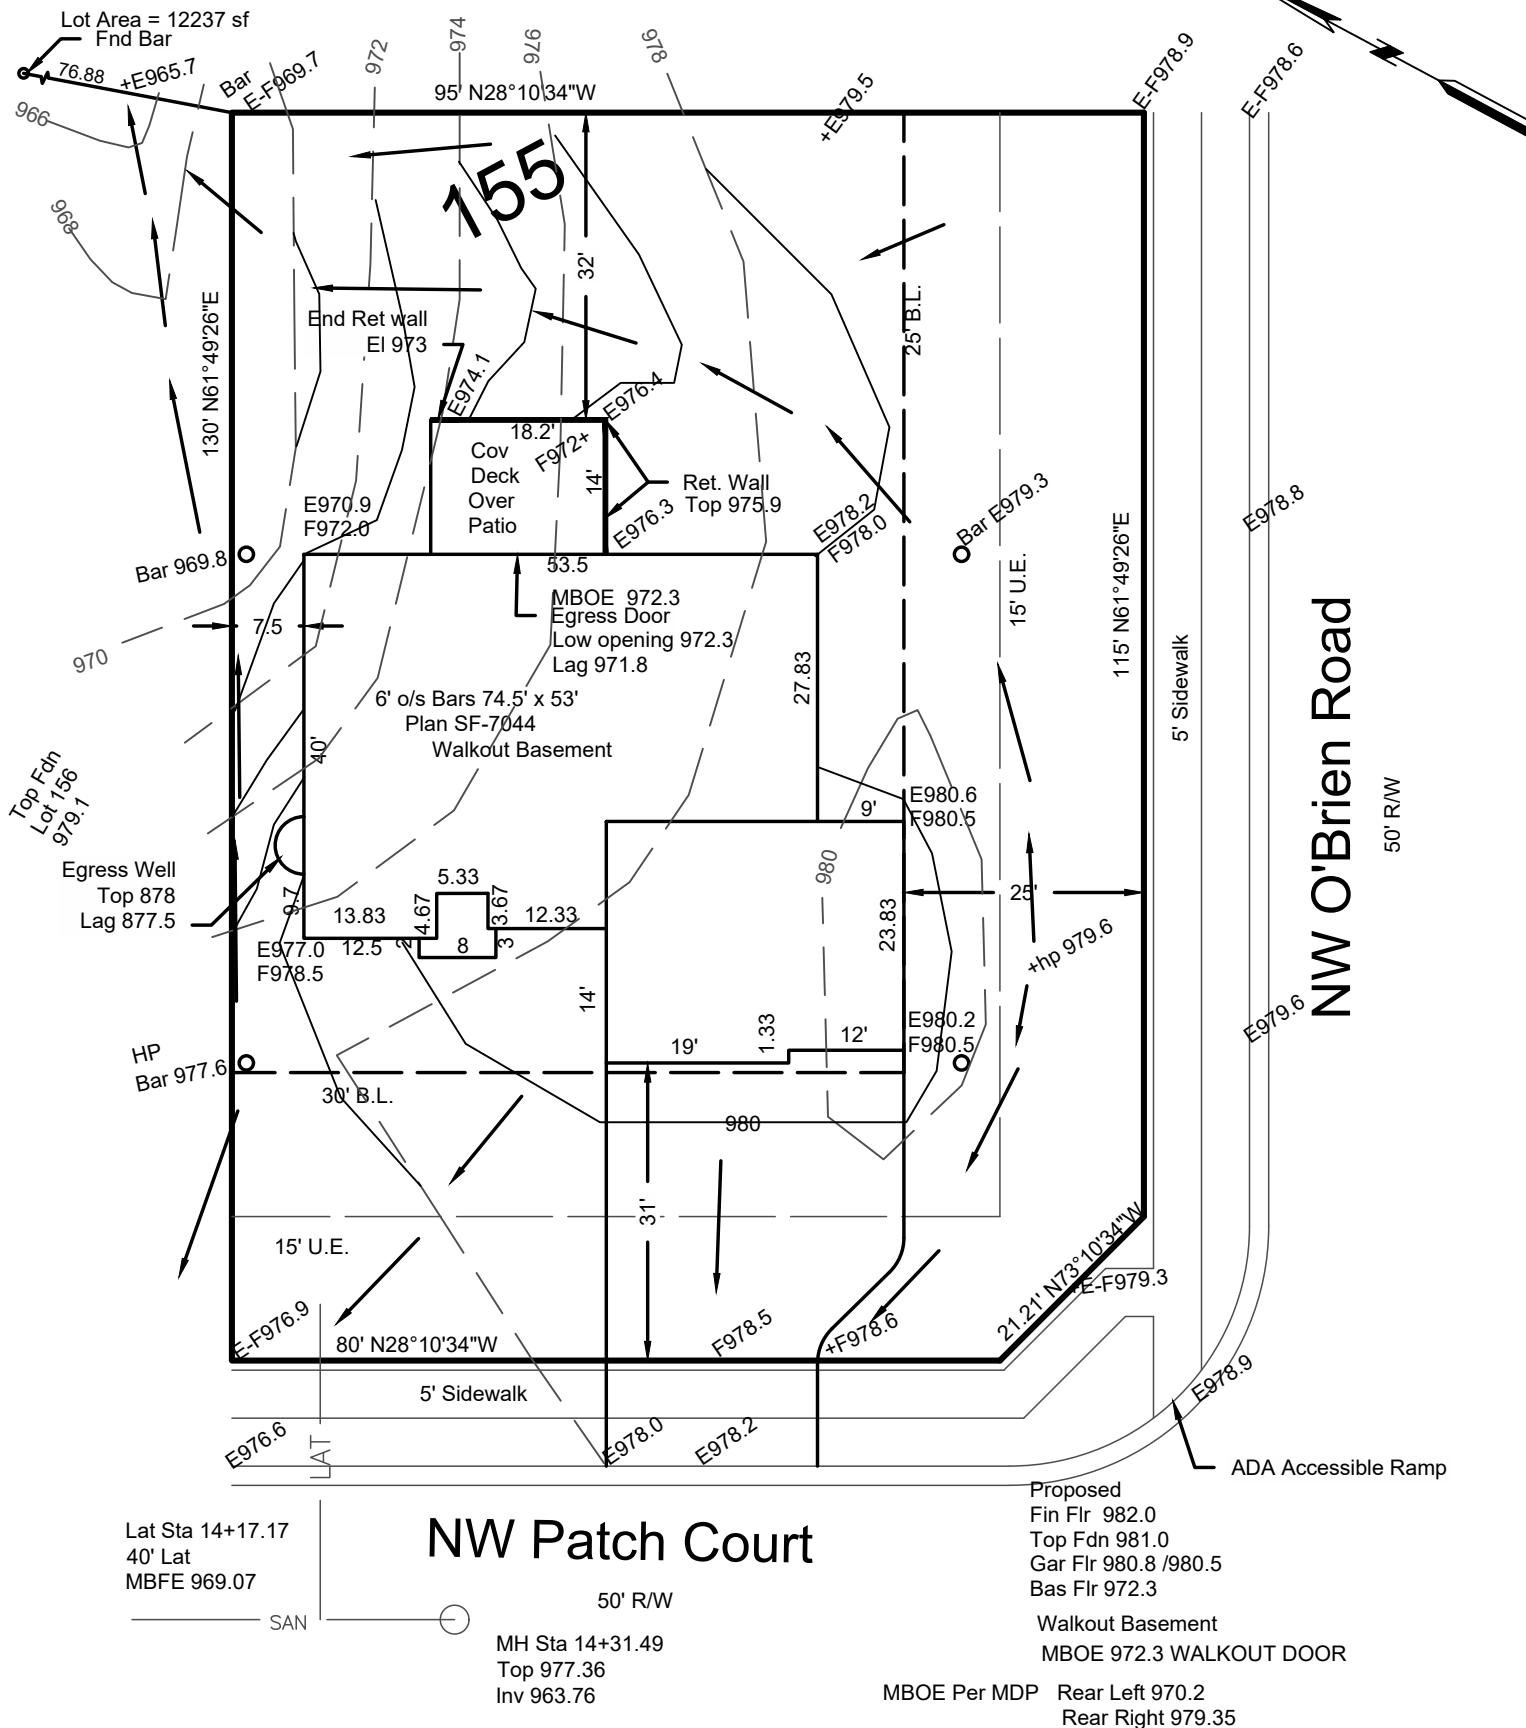 Lot Area = 12237 sf
Fnd Bar
76.88
+E965.7
Bar
E-F969.7
972
974
976
978
95' N28°10'34"W
+E979.5
E-F978.9
E-F978.6
966
968
155
32'
25' B.L.
130' N61°49'26"E
End Ret wall
El 973
E974.1
E976.4
18.2'
F972+
Cov
Deck
Over
Patio
14'
Ret. Wall
Top 975.9
E976.3
E970.9
F972.0
E978.2
F978.0
Bar E979.3
E978.8
Bar 969.8
53.5
MBOE 972.3
Egress Door
Low opening 972.3
Lag 971.8
15' U.E.
115' N61°49'26"E
5' Sidewalk
NW O'Brien Road
50' R/W
7.5
970
27.83
6' o/s Bars 74.5' x 53'
Plan SF-7044
Walkout Basement
40'
Top Fdn
Lot 156
979.1
9'
E980.6
F980.5
980
Egress Well
Top 878
Lag 877.5
9.7
5.33
13.83
4.67
3.67
12.33
12.5
2
8
3
25'
23.83
E977.0
F978.5
+hp 979.6
14'
E979.6
19'
1.33
12'
E980.2
F980.5
HP
Bar 977.6
30' B.L.
980
31'
15' U.E.
21.21' N73°10'34"W
+E-F979.3
E-F976.9
80' N28°10'34"W
F978.5
+F978.6
5' Sidewalk
E978.9
E976.6
LAT
E978.0
E978.2
ADA Accessible Ramp
Lat Sta 14+17.17
40' Lat
MBFE 969.07
NW Patch Court
50' R/W
SAN
MH Sta 14+31.49
Top 977.36
Inv 963.76
Proposed
Fin Flr 982.0
Top Fdn 981.0
Gar Flr 980.8 /980.5
Bas Flr 972.3
Walkout Basement
MBOE 972.3 WALKOUT DOOR
MBOE Per MDP Rear Left 970.2
Rear Right 979.35